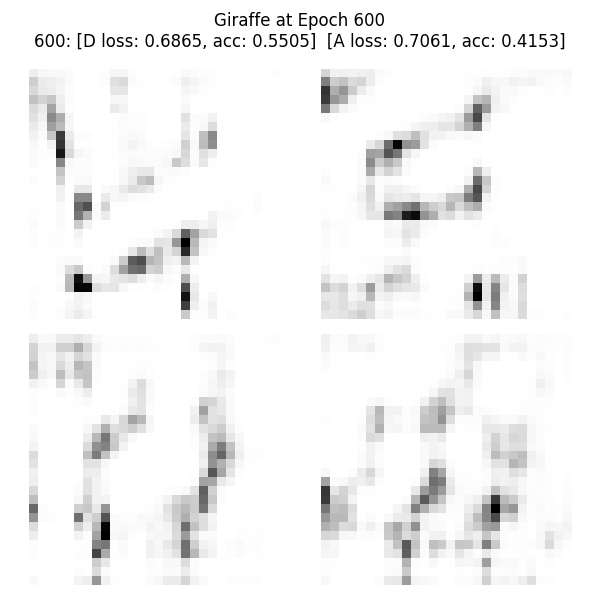 Giraffe at Epoch 600
600: [D loss: 0.6865, acc: 0.5505]  [A loss: 0.7061, acc: 0.4153]